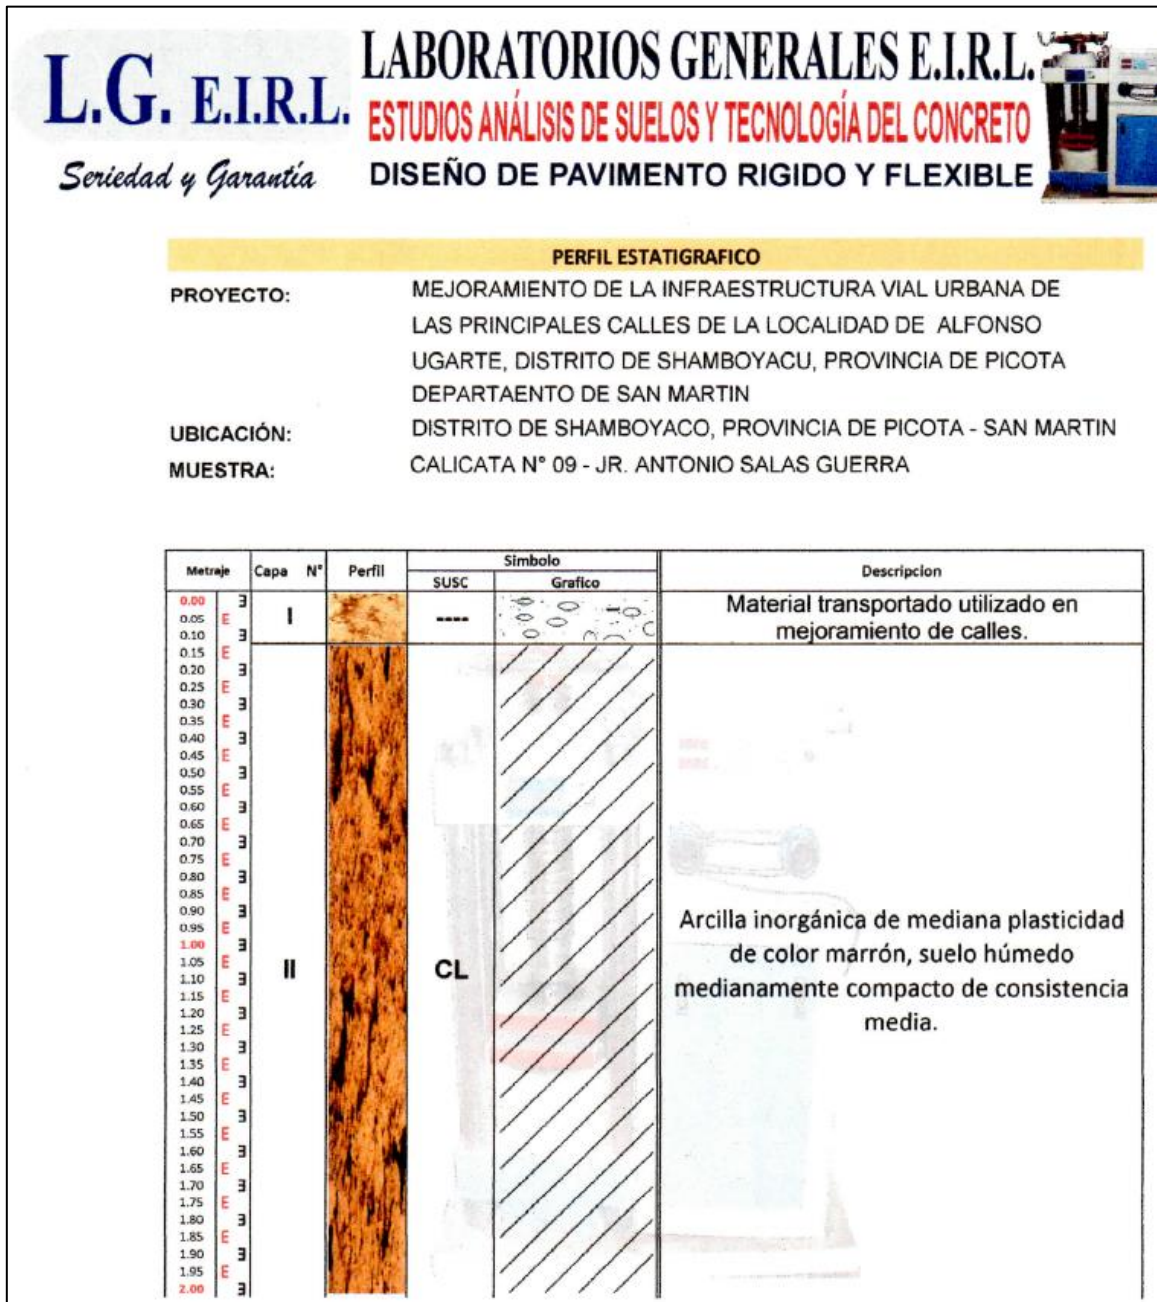 L.G. E.I.R.L.
Seriedad y Garantía
LABORATORIOS GENERALES E.I.R.L.
ESTUDIOS ANÁLISIS DE SUELOS Y TECNOLOGÍA DEL CONCRETO
DISEÑO DE PAVIMENTO RIGIDO Y FLEXIBLE
PERFIL ESTATIGRAFICO
PROYECTO: MEJORAMIENTO DE LA INFRAESTRUCTURA VIAL URBANA DE
LAS PRINCIPALES CALLES DE LA LOCALIDAD DE ALFONSO
UGARTE, DISTRITO DE SHAMBOYACU, PROVINCIA DE PICOTA
DEPARTAENTO DE SAN MARTIN
UBICACIÓN: DISTRITO DE SHAMBOYACO, PROVINCIA DE PICOTA - SAN MARTIN
MUESTRA: CALICATA N° 09 - JR. ANTONIO SALAS GUERRA
Metraje Capa N° Perfil Simbolo Descripcion
SUSC Grafico
0.00
0.05 E I ---- Material transportado utilizado en
0.10 mejoramiento de calles.
0.15 E
0.20
0.25 E
0.30
0.35 E
0.40
0.45 E
0.50
0.55 E
0.60
0.65 E
0.70
0.75 E
0.80
0.85 E
0.90
0.95 E Arcilla inorgánica de mediana plasticidad
1.00
1.05 E II CL de color marrón, suelo húmedo
1.10
1.15 E medianamente compacto de consistencia
1.20
1.25 E media.
1.30
1.35 E
1.40
1.45 E
1.50
1.55 E
1.60
1.65 E
1.70
1.75 E
1.80
1.85 E
1.90
1.95 E
2.00